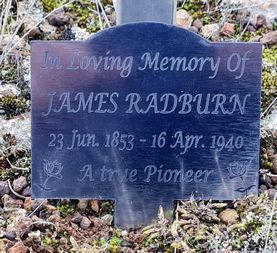 In Loving Memory Of
JAMES RADBURN
23 Jun. 1853 - 16 Apr. 1940
A true Pioneer